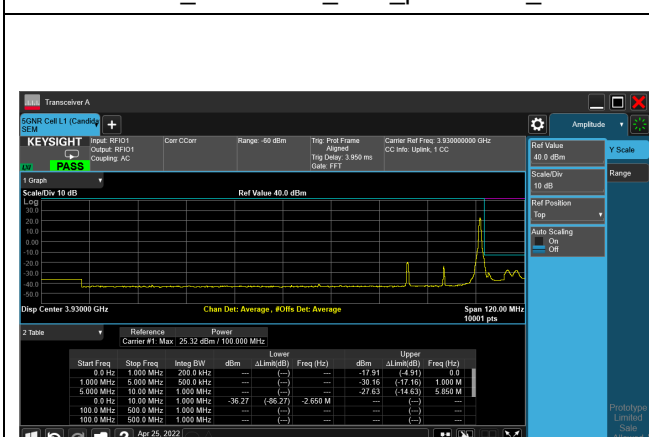 Transceiver A
5GNR Cell L1 (Candida
SEM
+
Amplitude
KEYSIGHT
Input: RFIO1
Output: RFIO1
Coupling: AC
Corr CCorr
Range: -60 dBm
Trig: Prot Frame
Aligned
Trig Delay: 3.950 ms
Gate: FFT
Carrier Ref Freq: 3.930000000 GHz
CC Info: Uplink, 1 CC
LXI
PASS
Ref Value
40.0 dBm
Y Scale
Scale/Div
10 dB
Range
Ref Position
Top
Auto Scaling
On
Off
1 Graph
Scale/Div 10 dB
Ref Value 40.0 dBm
Log
30.0
20.0
10.0
0.00
-10.0
-20.0
-30.0
-40.0
-50.0
Disp Center 3.93000 GHz
Chan Det: Average, #Offs Det: Average
Span 120.00 MHz
10001 pts
2 Table
Reference Power
Carrier #1: Max 25.32 dBm / 100.000 MHz
Lower Upper
Start Freq Stop Freq Integ BW dBm ΔLimit(dB) Freq (Hz) dBm ΔLimit(dB) Freq (Hz)
0.0 Hz 1.000 MHz 200.0 kHz --- (---) --- -17.91 (-4.91) 0.0
1.000 MHz 5.000 MHz 500.0 kHz --- (---) --- -30.16 (-17.16) 1.000 M
5.000 MHz 10.00 MHz 1.000 MHz --- (---) --- -27.63 (-14.63) 5.850 M
0.0 Hz 10.00 MHz 1.000 MHz -36.27 (-86.27) -2.650 M --- (---) ---
100.0 MHz 500.0 MHz 1.000 MHz --- (---) --- --- (---) ---
100.0 MHz 500.0 MHz 1.000 MHz --- (---) --- --- (---) ---
Prototype
Limited
Sale
?
Apr 25, 2022